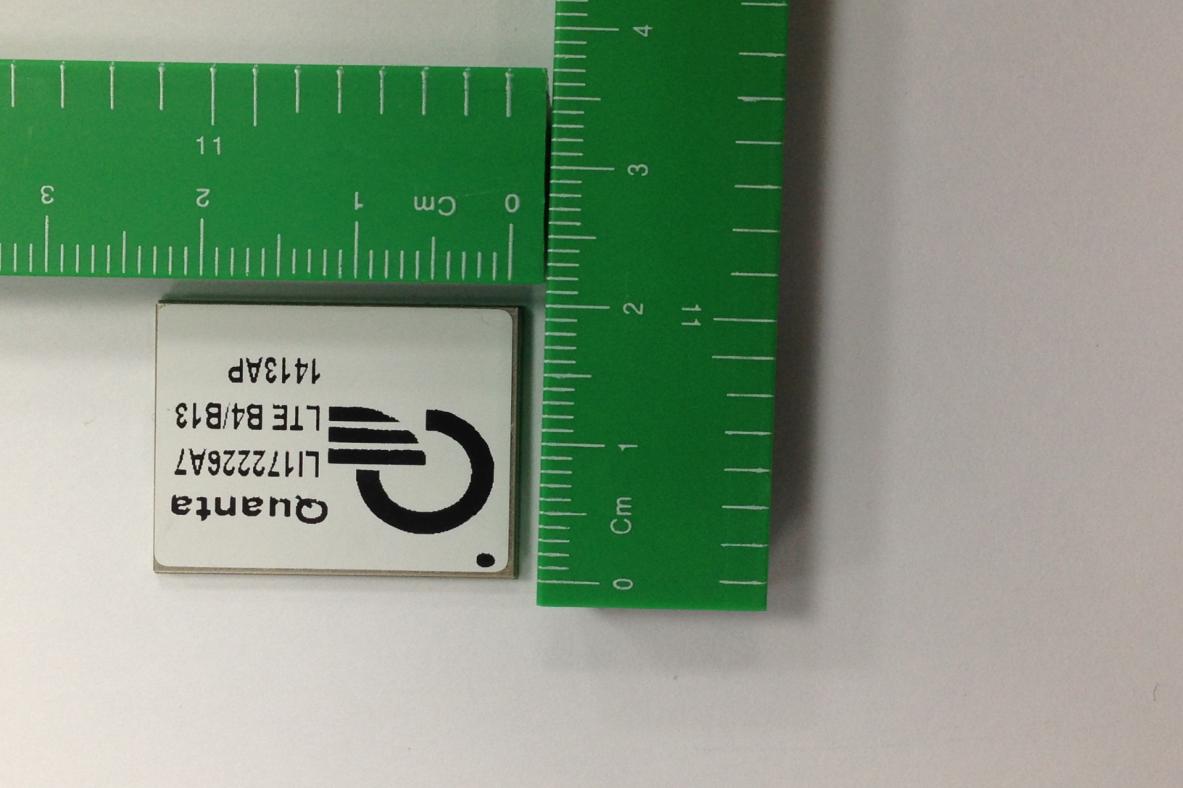 Quanta
LI172226A7
LTE B4/B13
1413AP
11
0 Cm 1 2 3
0 Cm 1 2 3 4
11